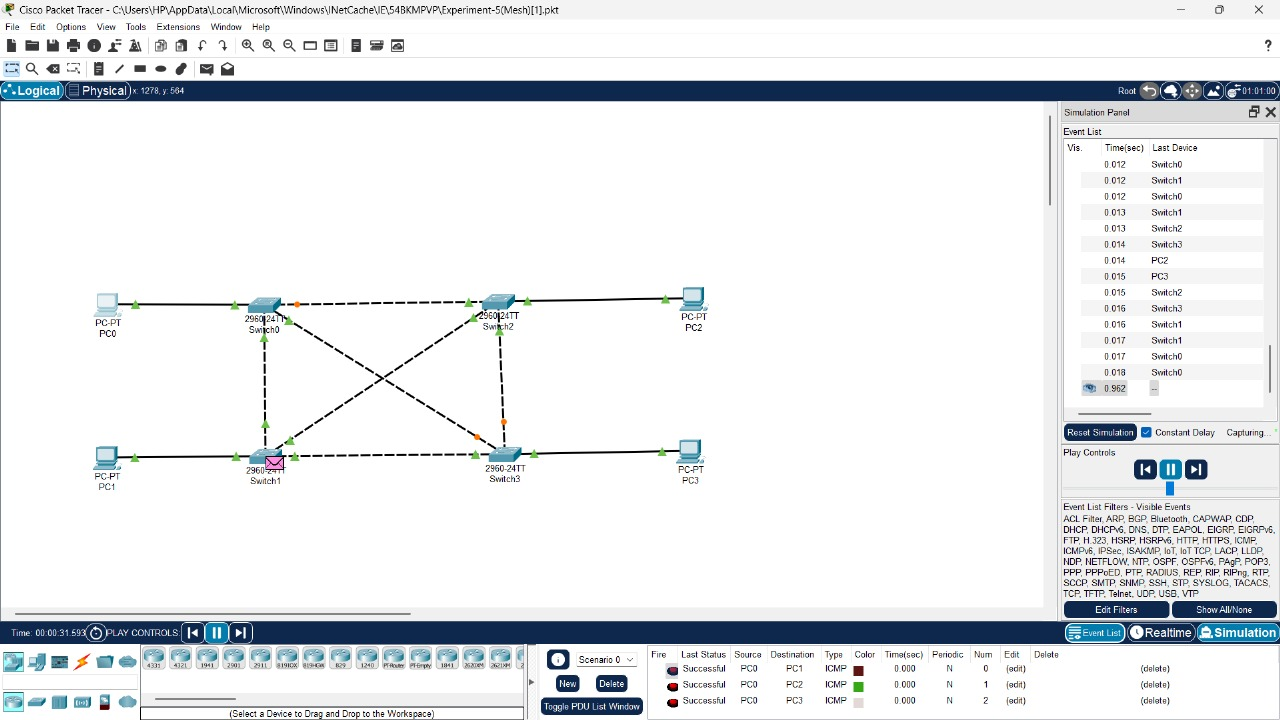 Cisco Packet Tracer - C:\Users\HP\AppData\Local\Microsoft\Windows\INetCache\IE\54BKMPVP\Experiment-5(Mesh)[1].pkt
File Edit Options View Tools Extensions Window Help
?
Logical Physical x: 1278, y: 564 Root 01:01:00
Simulation Panel
Event List
Vis. Time(sec) Last Device
0.012 Switch0
0.012 Switch1
0.012 Switch0
0.013 Switch1
0.013 Switch2
0.014 Switch3
0.014 PC2
0.015 PC3
0.015 Switch2
0.016 Switch3
0.016 Switch1
0.017 Switch1
0.017 Switch0
0.018 Switch0
0.962 --
PC-PT
PC0
2960-24TT
Switch0
2960-24TT
Switch2
PC-PT
PC2
PC-PT
PC1
2960-24TT
Switch1
2960-24TT
Switch3
PC-PT
PC3
Reset Simulation Constant Delay Capturing...
Play Controls
Event List Filters - Visible Events
ACL Filter, ARP, BGP, Bluetooth, CAPWAP, CDP,
DHCP, DHCPv6, DNS, DTP, EAPOL, EIGRP, EIGRPv6,
FTP, H.323, HSRP, HSRPv6, HTTP, HTTPS, ICMP,
ICMPv6, IPSec, ISAKMP, IoT, IoT TCP, LACP, LLDP,
NDP, NETFLOW, NTP, OSPF, OSPFv6, PAgP, POP3,
PPP, PPPoED, PTP, RADIUS, REP, RIP, RIPng, RTP,
SCCP, SMTP, SNMP, SSH, STP, SYSLOG, TACACS,
TCP, TFTP, Telnet, UDP, USB, VTP
Edit Filters Show All/None
Time: 00:00:31.593 PLAY CONTROLS: Event List Realtime Simulation
4331 4321 1941 2901 2911 819IOX 819HGW 829 1240 PT-Router PT-Empty 1841 2620XM 2621XM
(Select a Device to Drag and Drop to the Workspace)
Scenario 0
New Delete
Toggle PDU List Window
Fire Last Status Source Destination Type Color Time(sec) Periodic Num Edit Delete
Successful PC0 PC1 ICMP 0.000 N 0 (edit) (delete)
Successful PC0 PC2 ICMP 0.000 N 1 (edit) (delete)
Successful PC0 PC3 ICMP 0.000 N 2 (edit) (delete)